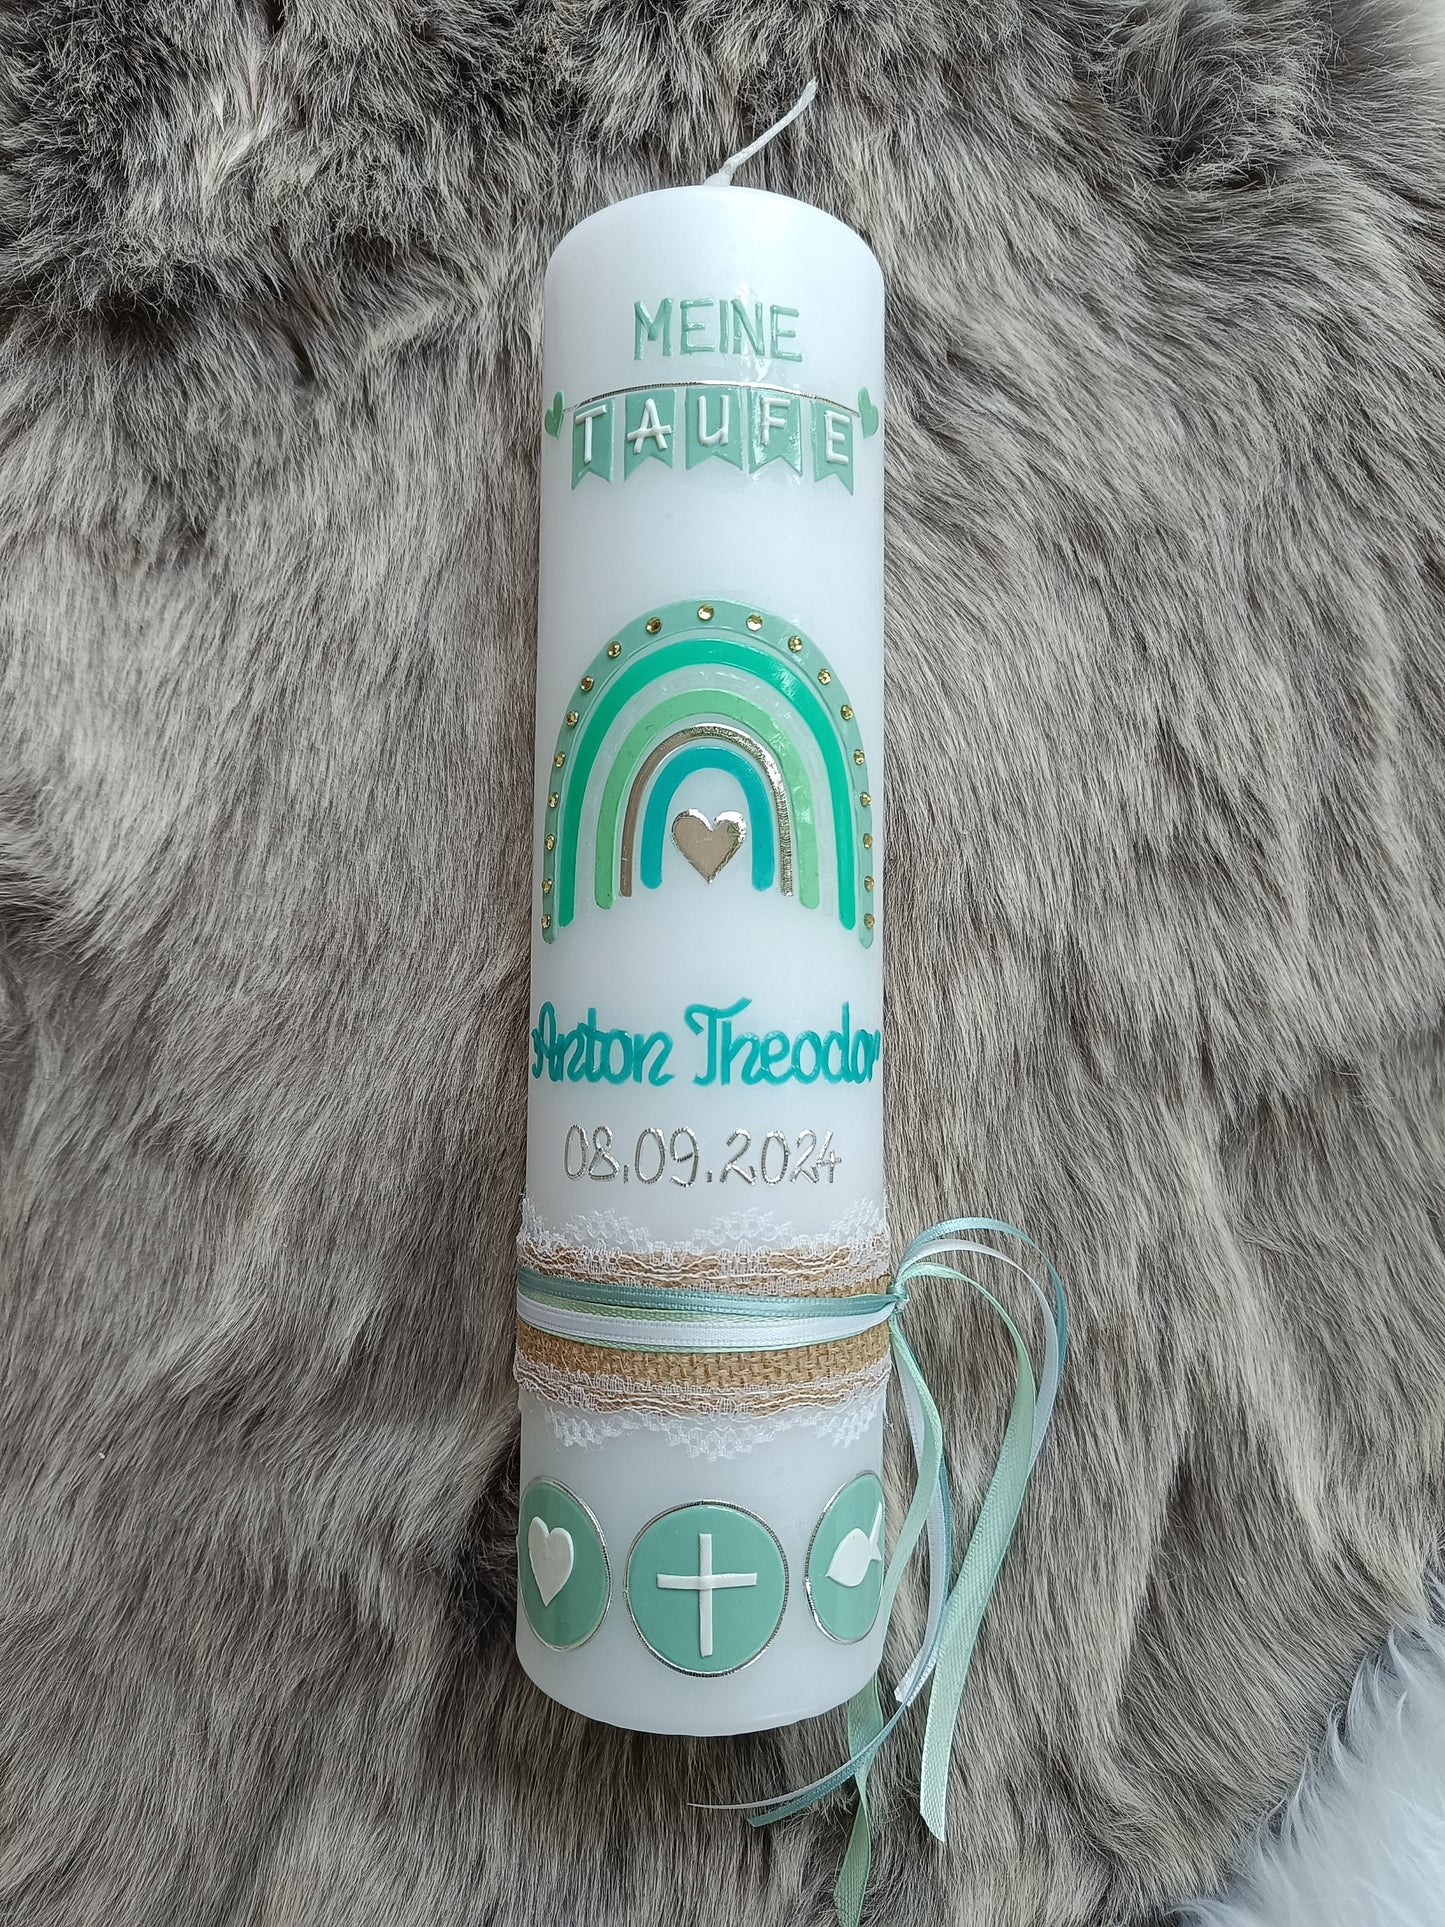 MEINE
TAUFE
Anton Theodor
08.09.2024